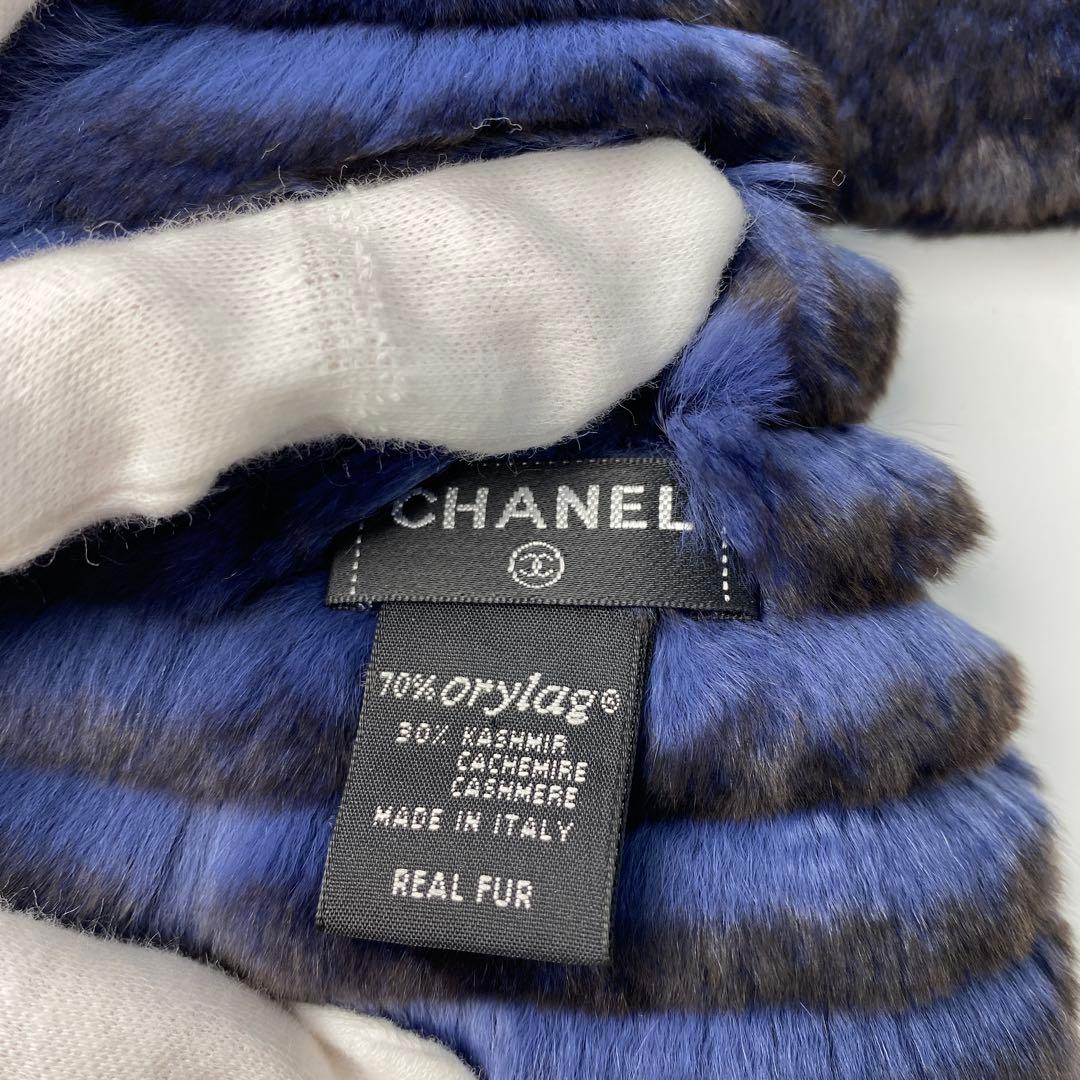 CHANEL
70% orylag®
30% KASHMIR
CACHEMIRE
CASHMERE
MADE IN ITALY
REAL FUR